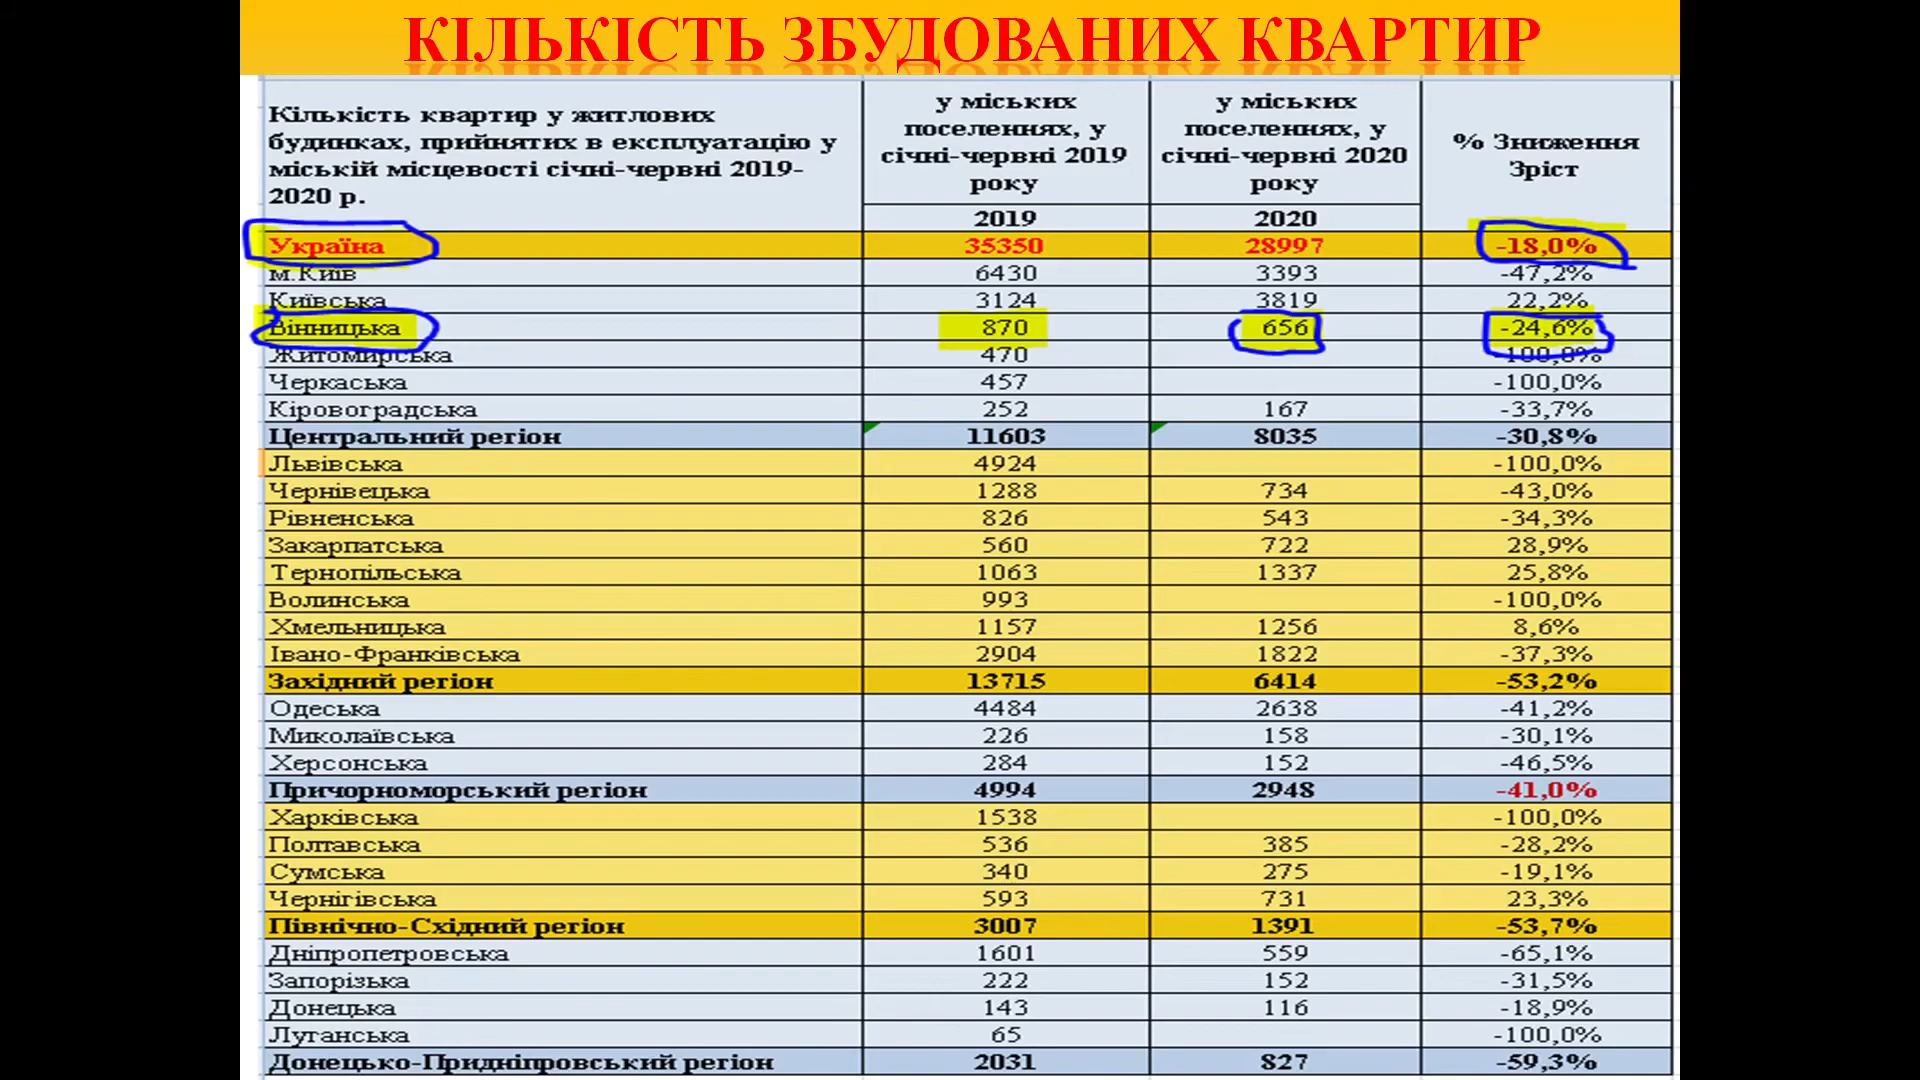 КІЛЬКІСТЬ ЗБУДОВАНИХ КВАРТИР
Кількість квартир у житлових
будинках, прийнятих в експлуатацію у
міській місцевості січні-червні 2019-
2020 р.
у міських
поселеннях, у
січні-червні 2019
року
у міських
поселеннях, у
січні-червні 2020
року
% Зниження
Зріст
2019 2020
Україна 35350 28997 -18,0%
м.Київ 6430 3393 -47,2%
Київська 3124 3819 22,2%
Вінницька 870 656 -24,6%
Житомирська 470 -100,0%
Черкаська 457 -100,0%
Кіровоградська 252 167 -33,7%
Центральний регіон 11603 8035 -30,8%
Львівська 4924 -100,0%
Чернівецька 1288 734 -43,0%
Рівненська 826 543 -34,3%
Закарпатська 560 722 28,9%
Тернопільська 1063 1337 25,8%
Волинська 993 -100,0%
Хмельницька 1157 1256 8,6%
Івано-Франківська 2904 1822 -37,3%
Західний регіон 13715 6414 -53,2%
Одеська 4484 2638 -41,2%
Миколаївська 226 158 -30,1%
Херсонська 284 152 -46,5%
Причорноморський регіон 4994 2948 -41,0%
Харківська 1538 -100,0%
Полтавська 536 385 -28,2%
Сумська 340 275 -19,1%
Чернігівська 593 731 23,3%
Північно-Східний регіон 3007 1391 -53,7%
Дніпропетровська 1601 559 -65,1%
Запорізька 222 152 -31,5%
Донецька 143 116 -18,9%
Луганська 65 -100,0%
Донецько-Придніпровський регіон 2031 827 -59,3%